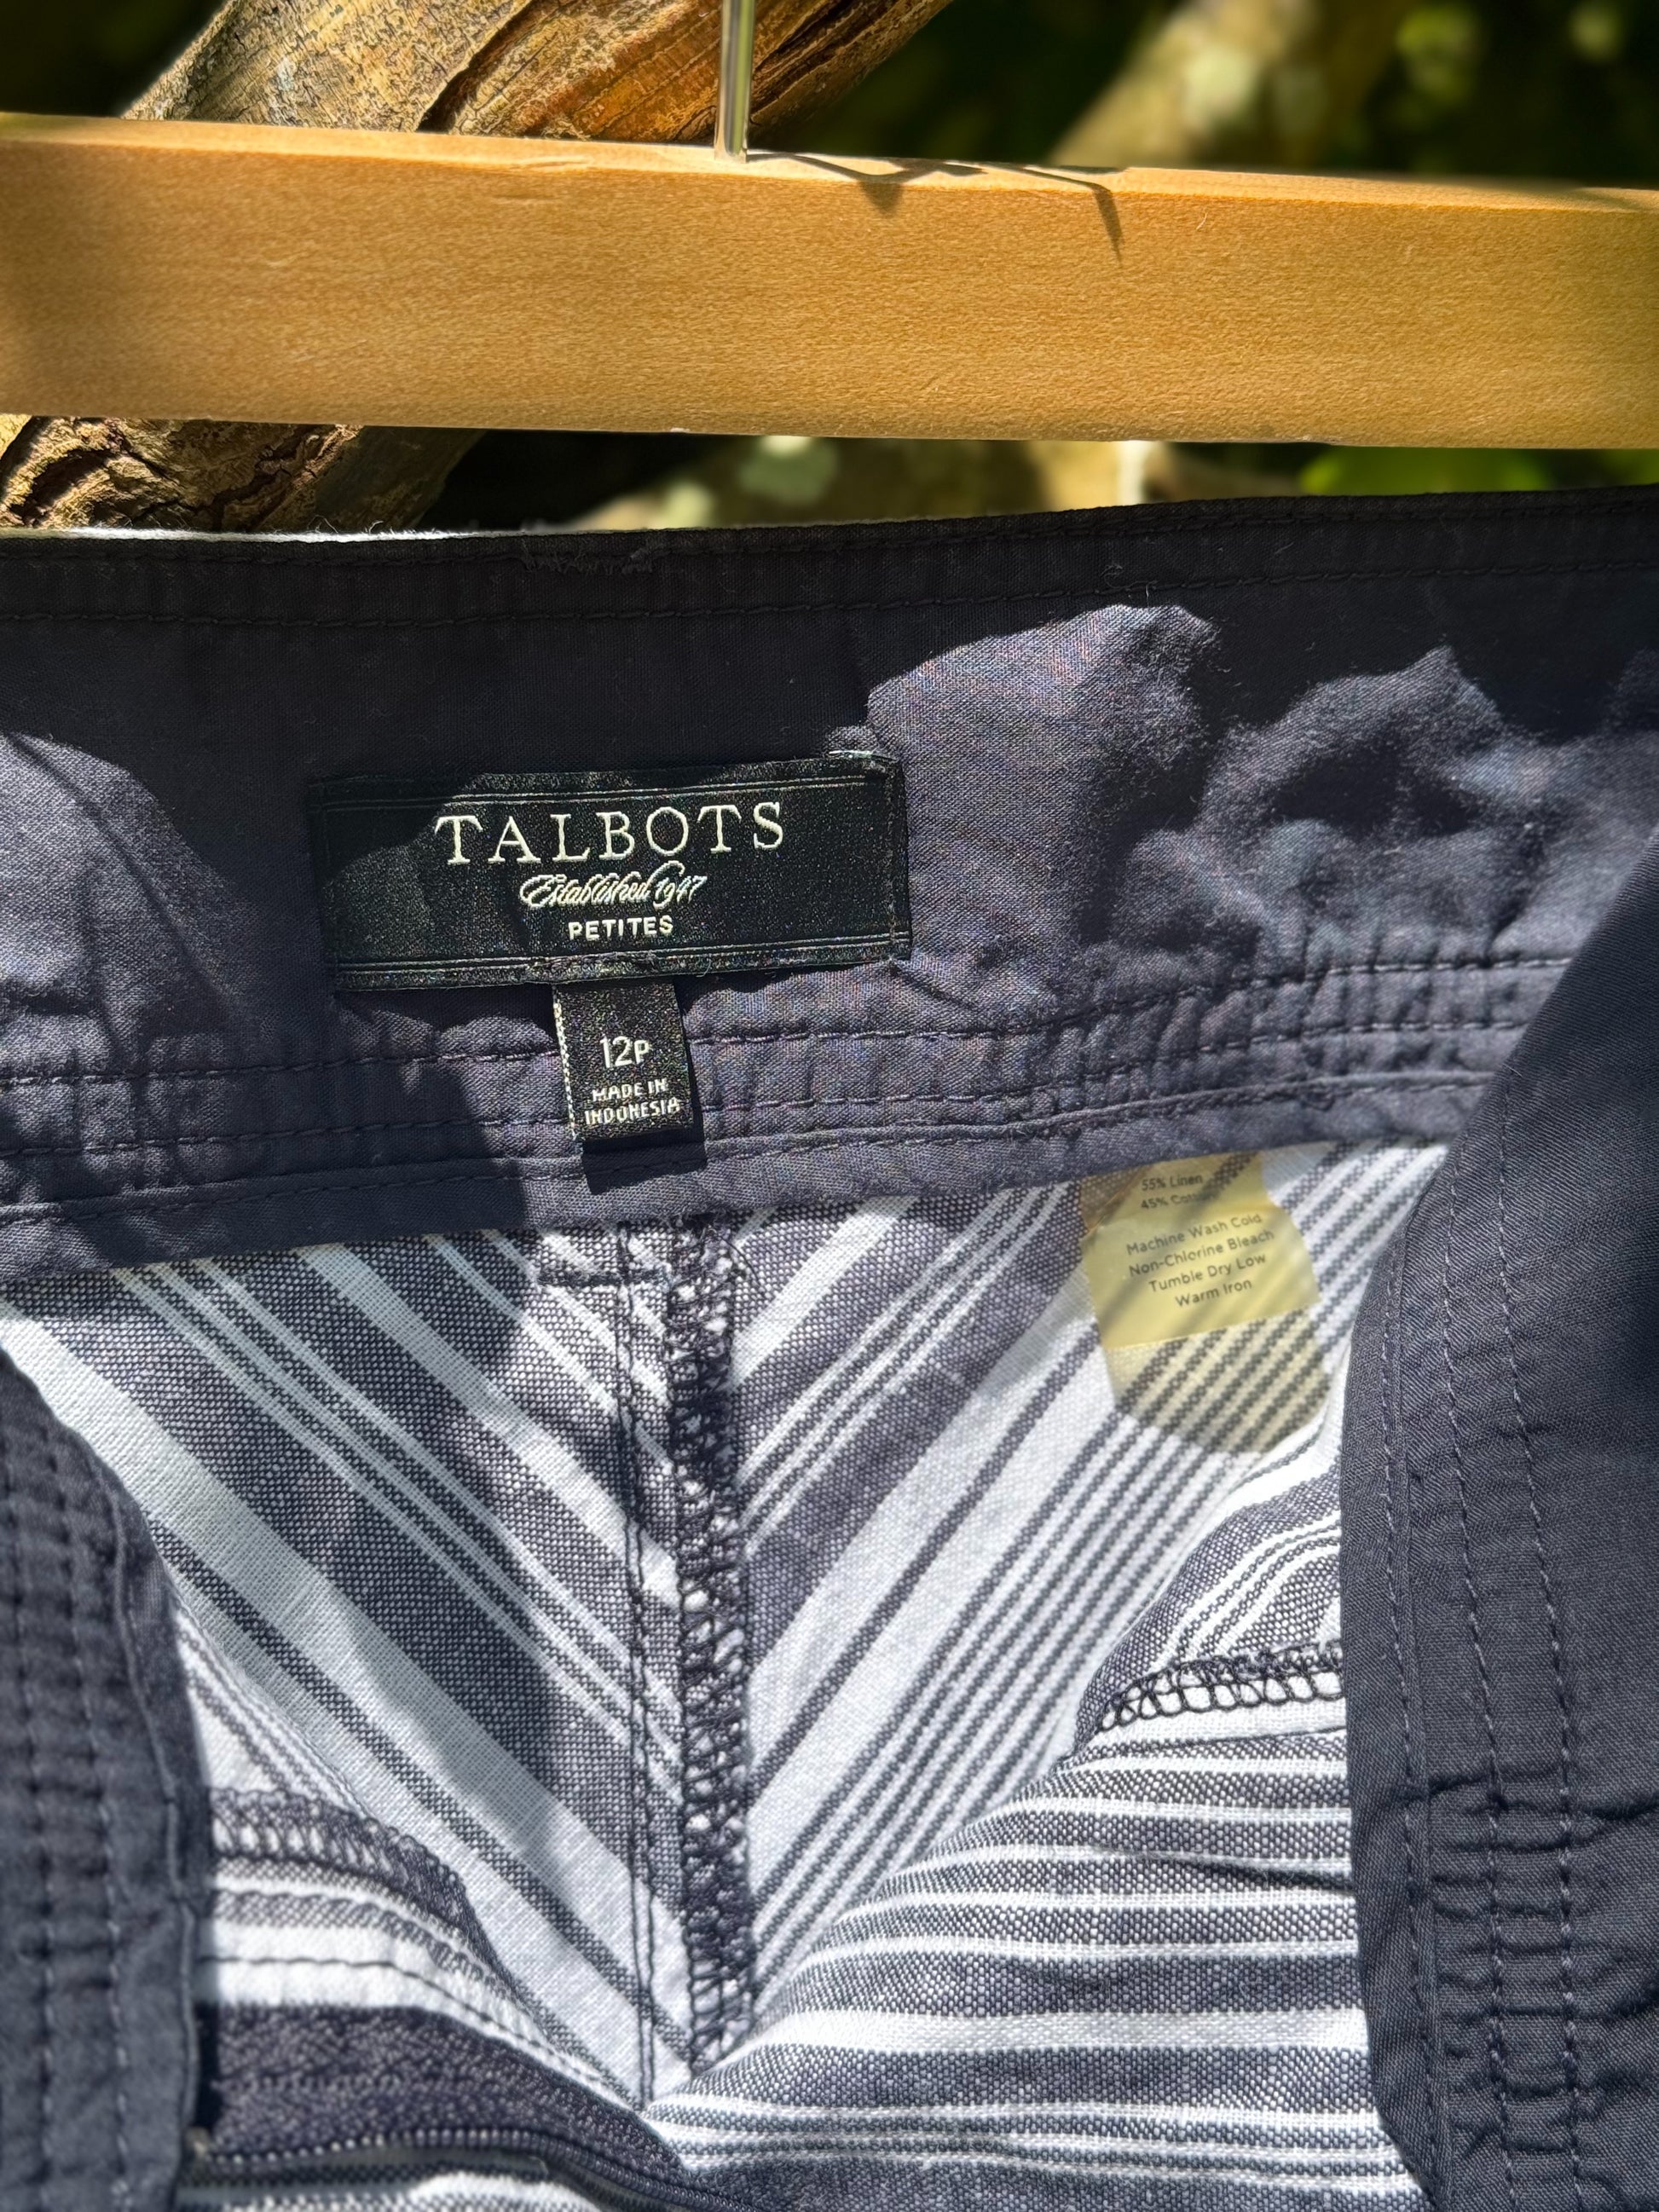 TALBOTS
Established 1947
PETITES
12P
MADE IN
INDONESIA
55% Linen
45% Cotton
Machine Wash Cold
Non-Chlorine Bleach
Tumble Dry Low
Warm Iron